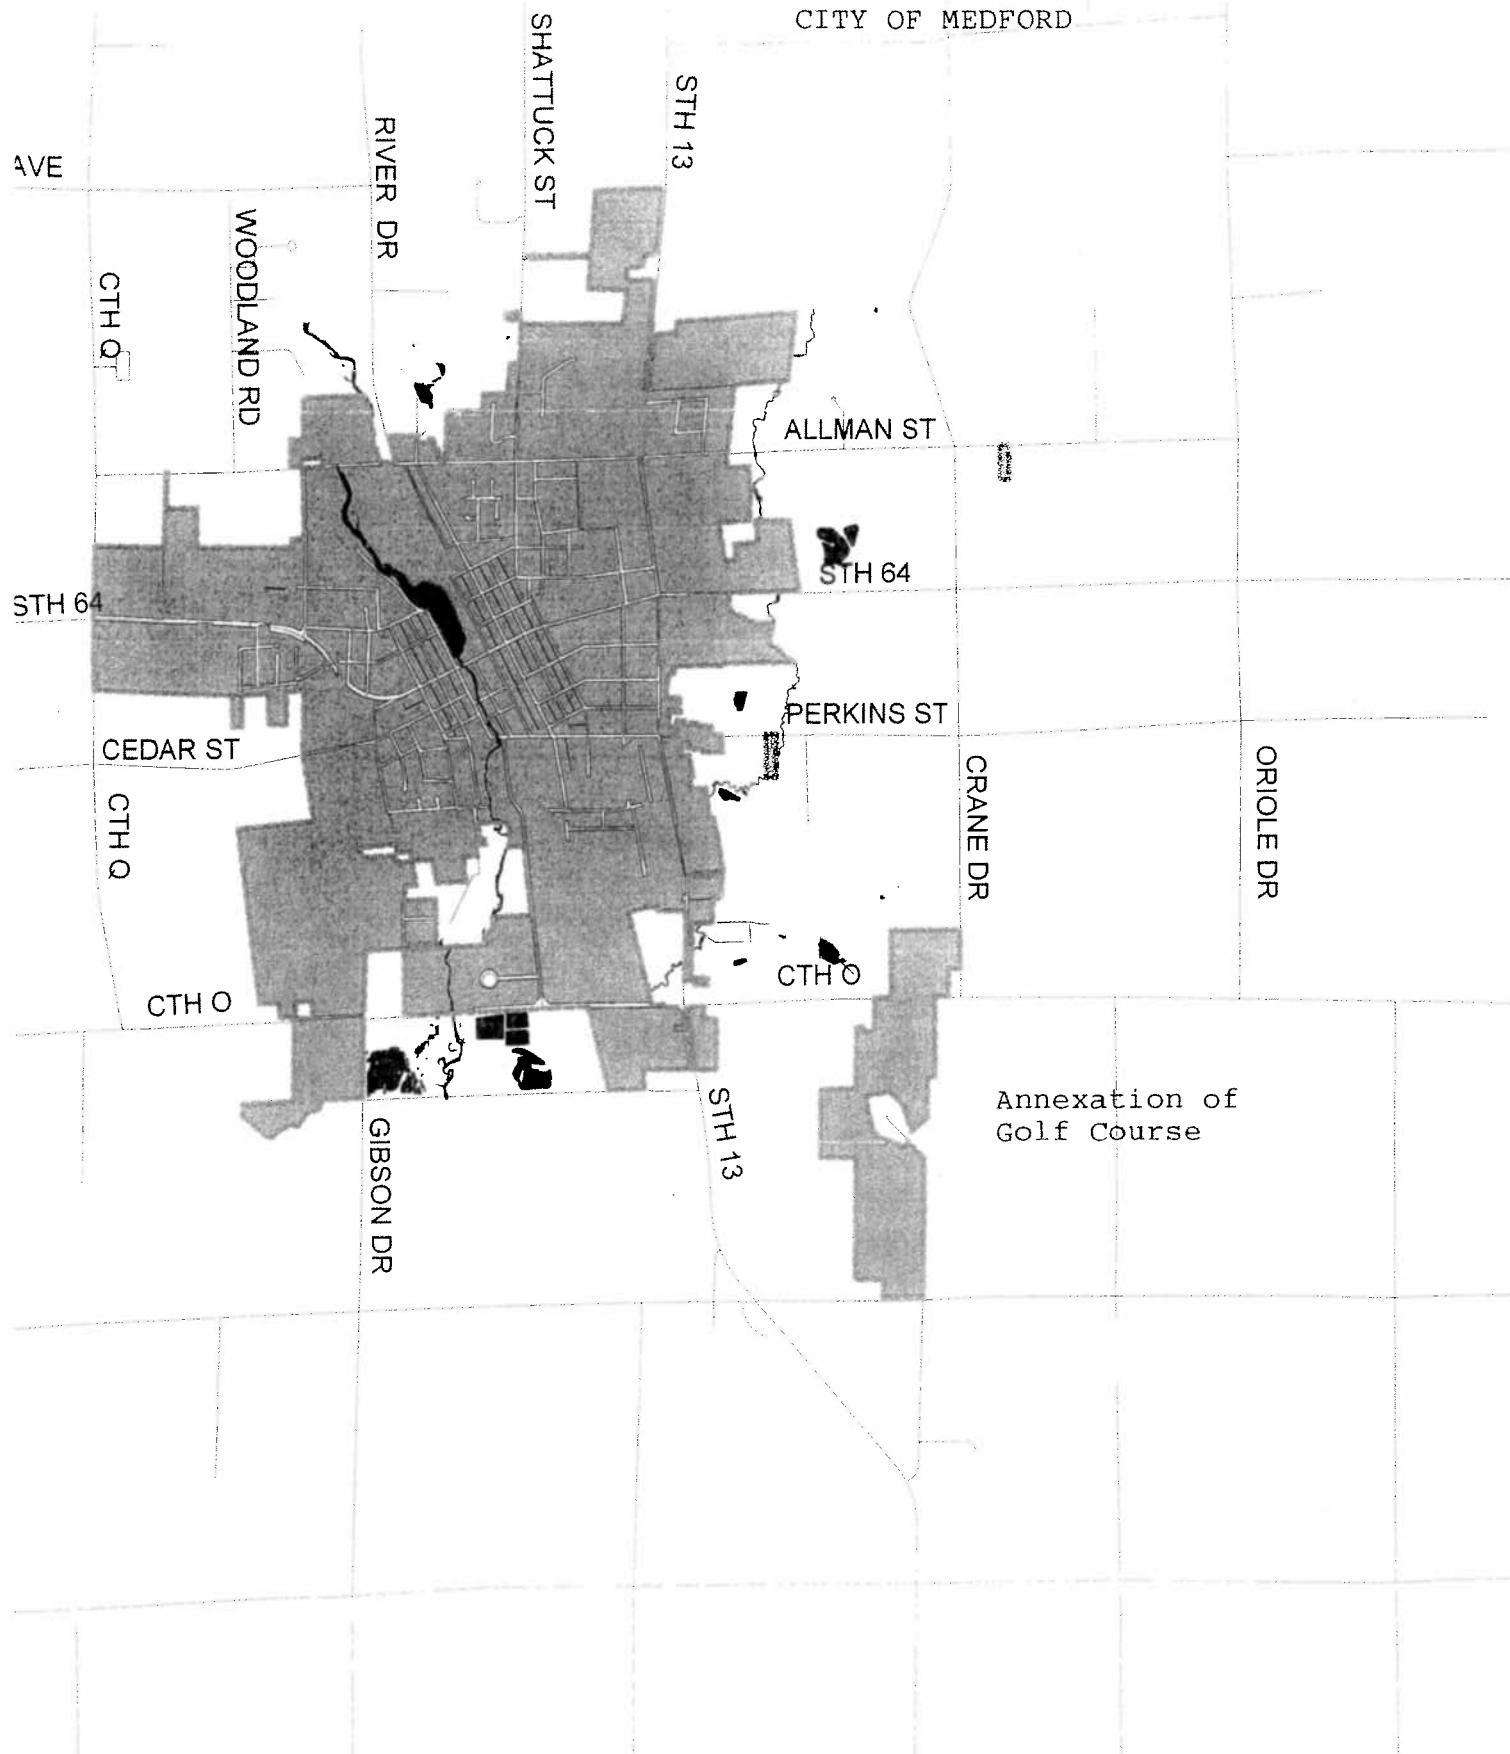 CITY OF MEDFORD
SHATTUCK ST
STH 13
RIVER DR
AVE
WOODLAND RD
CTH Q
ALLMAN ST
STH 64
STH 64
PERKINS ST
CEDAR ST
CTH Q
CRANE DR
ORIOLE DR
CTH O
CTH O
Annexation of
Golf Course
STH 13
GIBSON DR